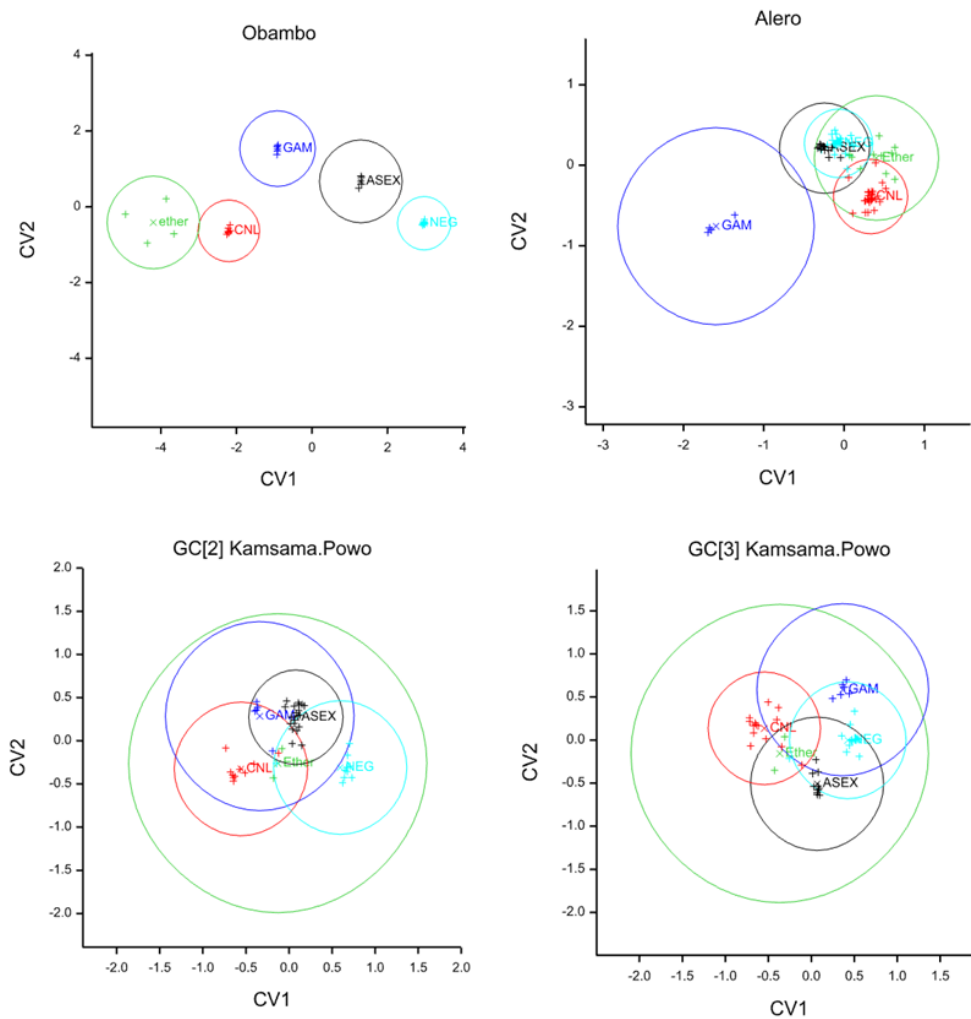 Obambo
4
2
0
-2
-4
CV2
GAM
ASEX
ether
CNL
NEG
-4
-2
0
2
4
CV1
Alero
1
0
-1
-2
-3
CV2
ASEX
Ether
CNL
GAM
-3
-2
-1
0
1
CV1
GC[2] Kamsama.Powo
2.0
1.5
1.0
0.5
0.0
-0.5
-1.0
-1.5
-2.0
CV2
GAM
ASEX
Ether
NEG
CNL
-2.0
-1.5
-1.0
-0.5
0.0
0.5
1.0
1.5
2.0
CV1
GC[3] Kamsama.Powo
1.5
1.0
0.5
0.0
-0.5
-1.0
-1.5
-2.0
CV2
GAM
CNL
NEG
Ether
ASEX
-2.0
-1.5
-1.0
-0.5
0.0
0.5
1.0
1.5
CV1